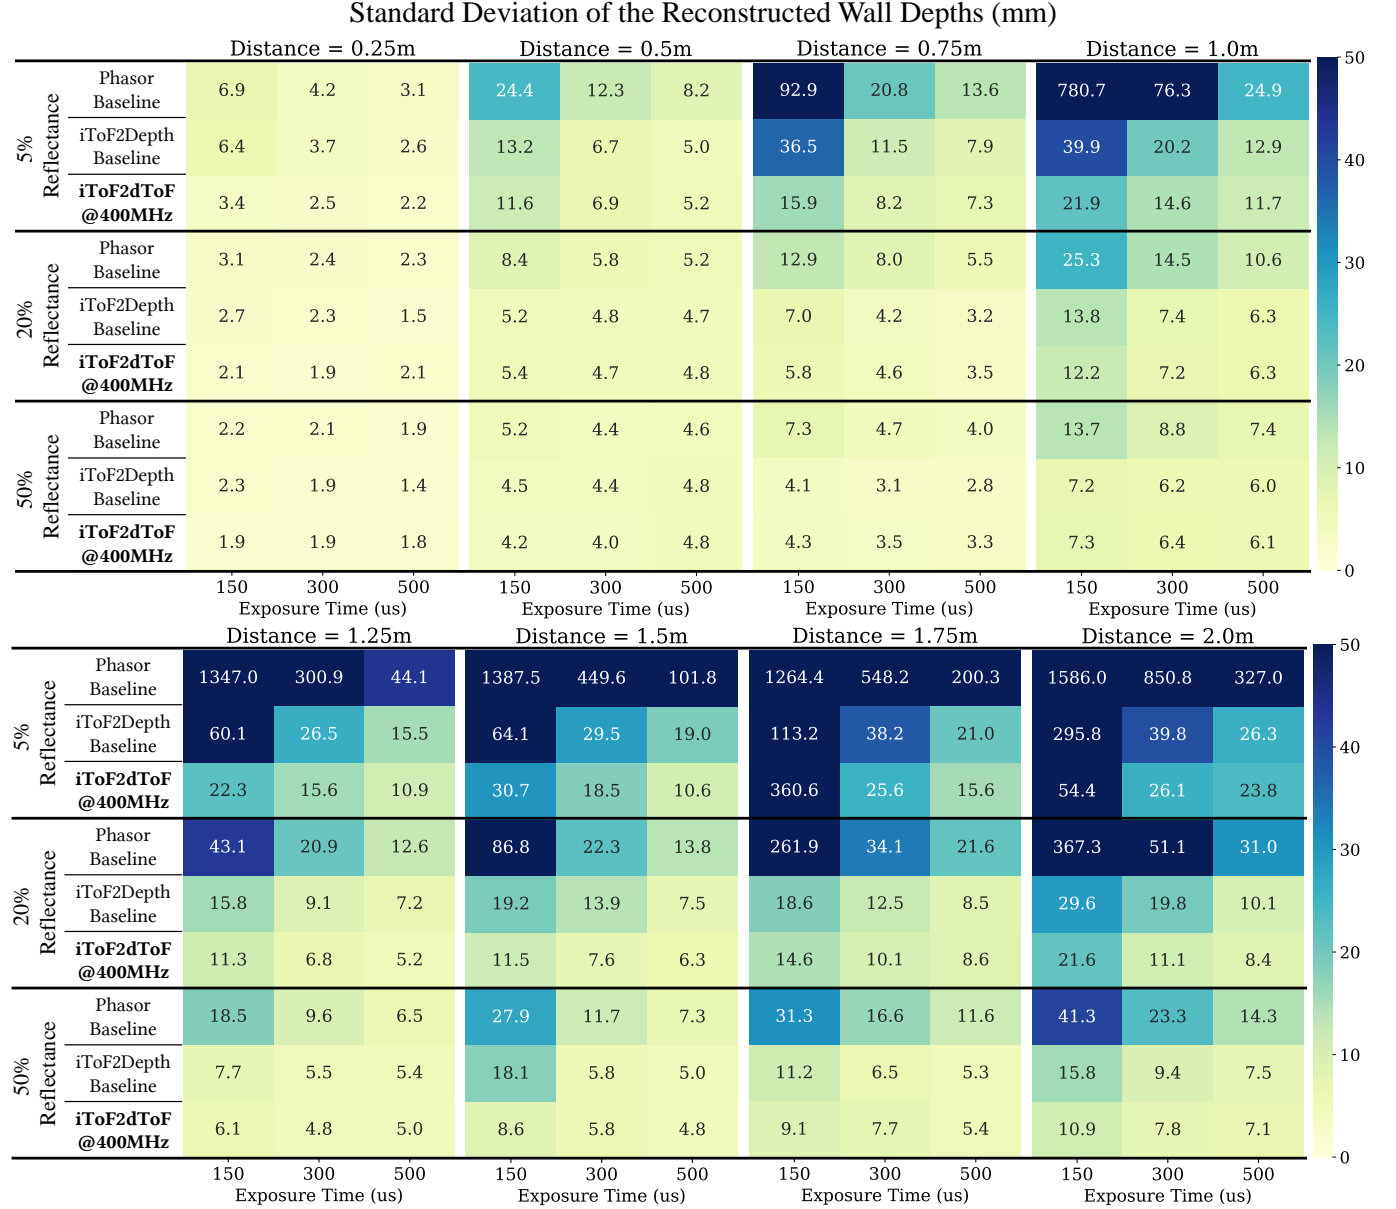 Standard Deviation of the Reconstructed Wall Depths (mm)
Distance = 0.25m Distance = 0.5m Distance = 0.75m Distance = 1.0m
5%
Reflectance
Phasor
Baseline
6.9 4.2 3.1 24.4 12.3 8.2 92.9 20.8 13.6 780.7 76.3 24.9
iToF2Depth
Baseline
6.4 3.7 2.6 13.2 6.7 5.0 36.5 11.5 7.9 39.9 20.2 12.9
iToF2dToF
@400MHz
3.4 2.5 2.2 11.6 6.9 5.2 15.9 8.2 7.3 21.9 14.6 11.7
20%
Reflectance
Phasor
Baseline
3.1 2.4 2.3 8.4 5.8 5.2 12.9 8.0 5.5 25.3 14.5 10.6
iToF2Depth
Baseline
2.7 2.3 1.5 5.2 4.8 4.7 7.0 4.2 3.2 13.8 7.4 6.3
iToF2dToF
@400MHz
2.1 1.9 2.1 5.4 4.7 4.8 5.8 4.6 3.5 12.2 7.2 6.3
50%
Reflectance
Phasor
Baseline
2.2 2.1 1.9 5.2 4.4 4.6 7.3 4.7 4.0 13.7 8.8 7.4
iToF2Depth
Baseline
2.3 1.9 1.4 4.5 4.4 4.8 4.1 3.1 2.8 7.2 6.2 6.0
iToF2dToF
@400MHz
1.9 1.9 1.8 4.2 4.0 4.8 4.3 3.5 3.3 7.3 6.4 6.1
150 300 500 150 300 500 150 300 500 150 300 500
Exposure Time (us) Exposure Time (us) Exposure Time (us) Exposure Time (us)
50
40
30
20
10
0
Distance = 1.25m Distance = 1.5m Distance = 1.75m Distance = 2.0m
5%
Reflectance
Phasor
Baseline
1347.0 300.9 44.1 1387.5 449.6 101.8 1264.4 548.2 200.3 1586.0 850.8 327.0
iToF2Depth
Baseline
60.1 26.5 15.5 64.1 29.5 19.0 113.2 38.2 21.0 295.8 39.8 26.3
iToF2dToF
@400MHz
22.3 15.6 10.9 30.7 18.5 10.6 360.6 25.6 15.6 54.4 26.1 23.8
20%
Reflectance
Phasor
Baseline
43.1 20.9 12.6 86.8 22.3 13.8 261.9 34.1 21.6 367.3 51.1 31.0
iToF2Depth
Baseline
15.8 9.1 7.2 19.2 13.9 7.5 18.6 12.5 8.5 29.6 19.8 10.1
iToF2dToF
@400MHz
11.3 6.8 5.2 11.5 7.6 6.3 14.6 10.1 8.6 21.6 11.1 8.4
50%
Reflectance
Phasor
Baseline
18.5 9.6 6.5 27.9 11.7 7.3 31.3 16.6 11.6 41.3 23.3 14.3
iToF2Depth
Baseline
7.7 5.5 5.4 18.1 5.8 5.0 11.2 6.5 5.3 15.8 9.4 7.5
iToF2dToF
@400MHz
6.1 4.8 5.0 8.6 5.8 4.8 9.1 7.7 5.4 10.9 7.8 7.1
150 300 500 150 300 500 150 300 500 150 300 500
Exposure Time (us) Exposure Time (us) Exposure Time (us) Exposure Time (us)
50
40
30
20
10
0